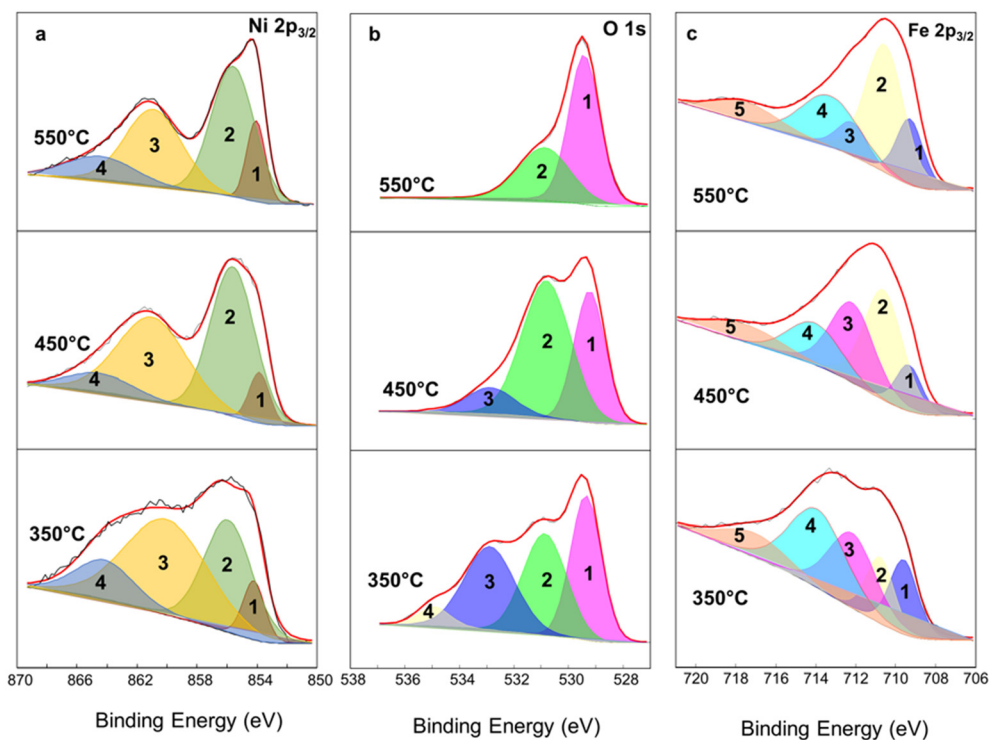 a
Ni 2p3/2
550°C
4
3
2
1
450°C
4
3
2
1
350°C
4
3
2
1
870 866 862 858 854 850
Binding Energy (eV)
b
O 1s
550°C
2
1
450°C
3
2
1
350°C
4
3
2
1
538 536 534 532 530 528
Binding Energy (eV)
c
Fe 2p3/2
5
4
3
2
1
550°C
5
4
3
2
1
450°C
5
4
3
2
1
350°C
720 718 716 714 712 710 708 706
Binding Energy (eV)